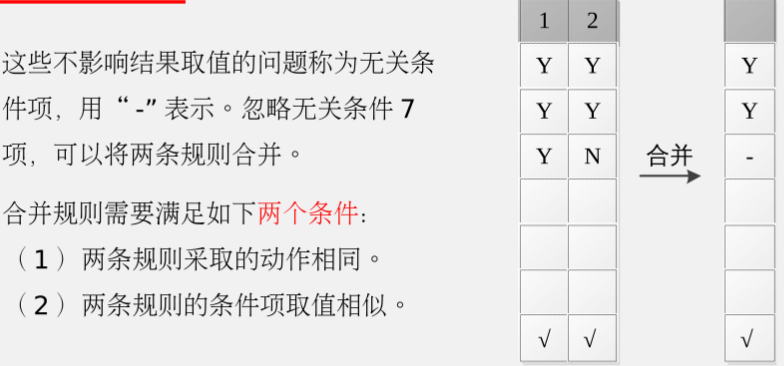 这些不影响结果取值的问题称为无关条
件项，用“-”表示。忽略无关条件 7
项，可以将两条规则合并。
合并规则需要满足如下两个条件:
（1）两条规则采取的动作相同。
（2）两条规则的条件项取值相似。
1 2
Y Y
Y Y
Y N
√ √
合并
Y
Y
-
√